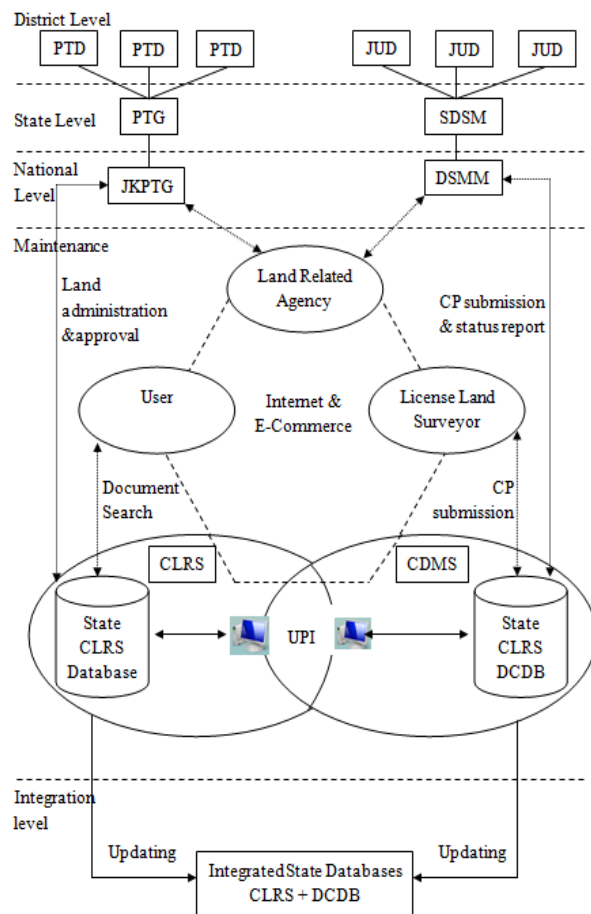 District Level
PTD
PTD
PTD
JUD
JUD
JUD
State Level
PTG
SDSM
National
Level
JKPTG
DSMM
Maintenance
Land Related
Agency
Land
administration
&approval
CP submission
& status report
User
Internet &
E-Commerce
License Land
Surveyor
Document
Search
CP
submission
CLRS
CDMS
State
CLRS
Database
UPI
State
CLRS
DCDB
Integration
level
Updating
Updating
Integrated State Databases
CLRS + DCDB